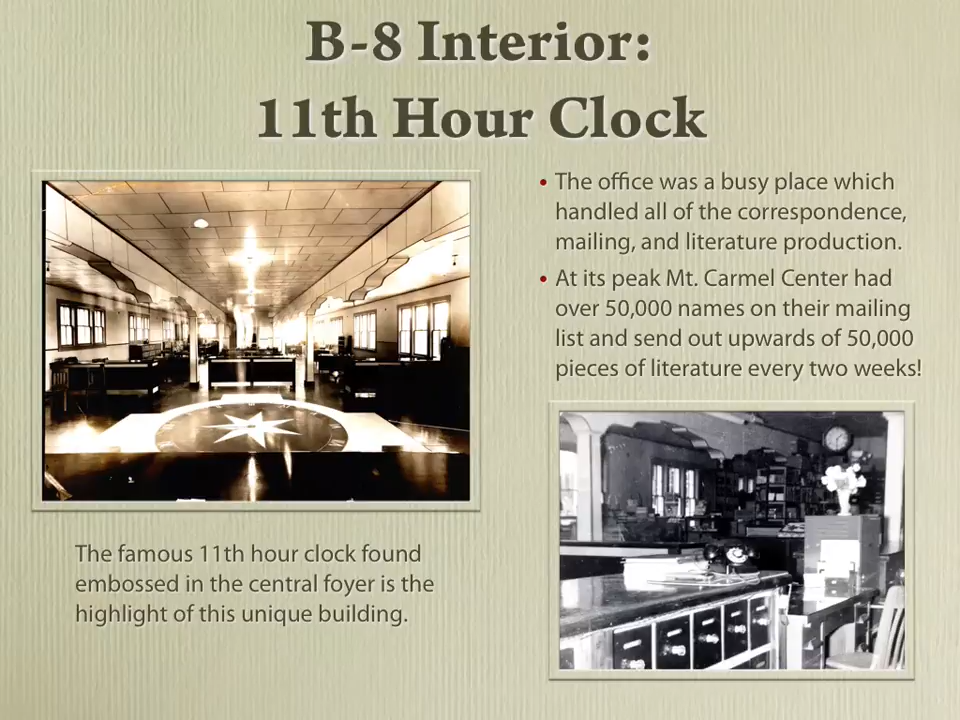 B-8 Interior:
11th Hour Clock
• The office was a busy place which
handled all of the correspondence,
mailing, and literature production.
• At its peak Mt. Carmel Center had
over 50,000 names on their mailing
list and send out upwards of 50,000
pieces of literature every two weeks!
The famous 11th hour clock found
embossed in the central foyer is the
highlight of this unique building.